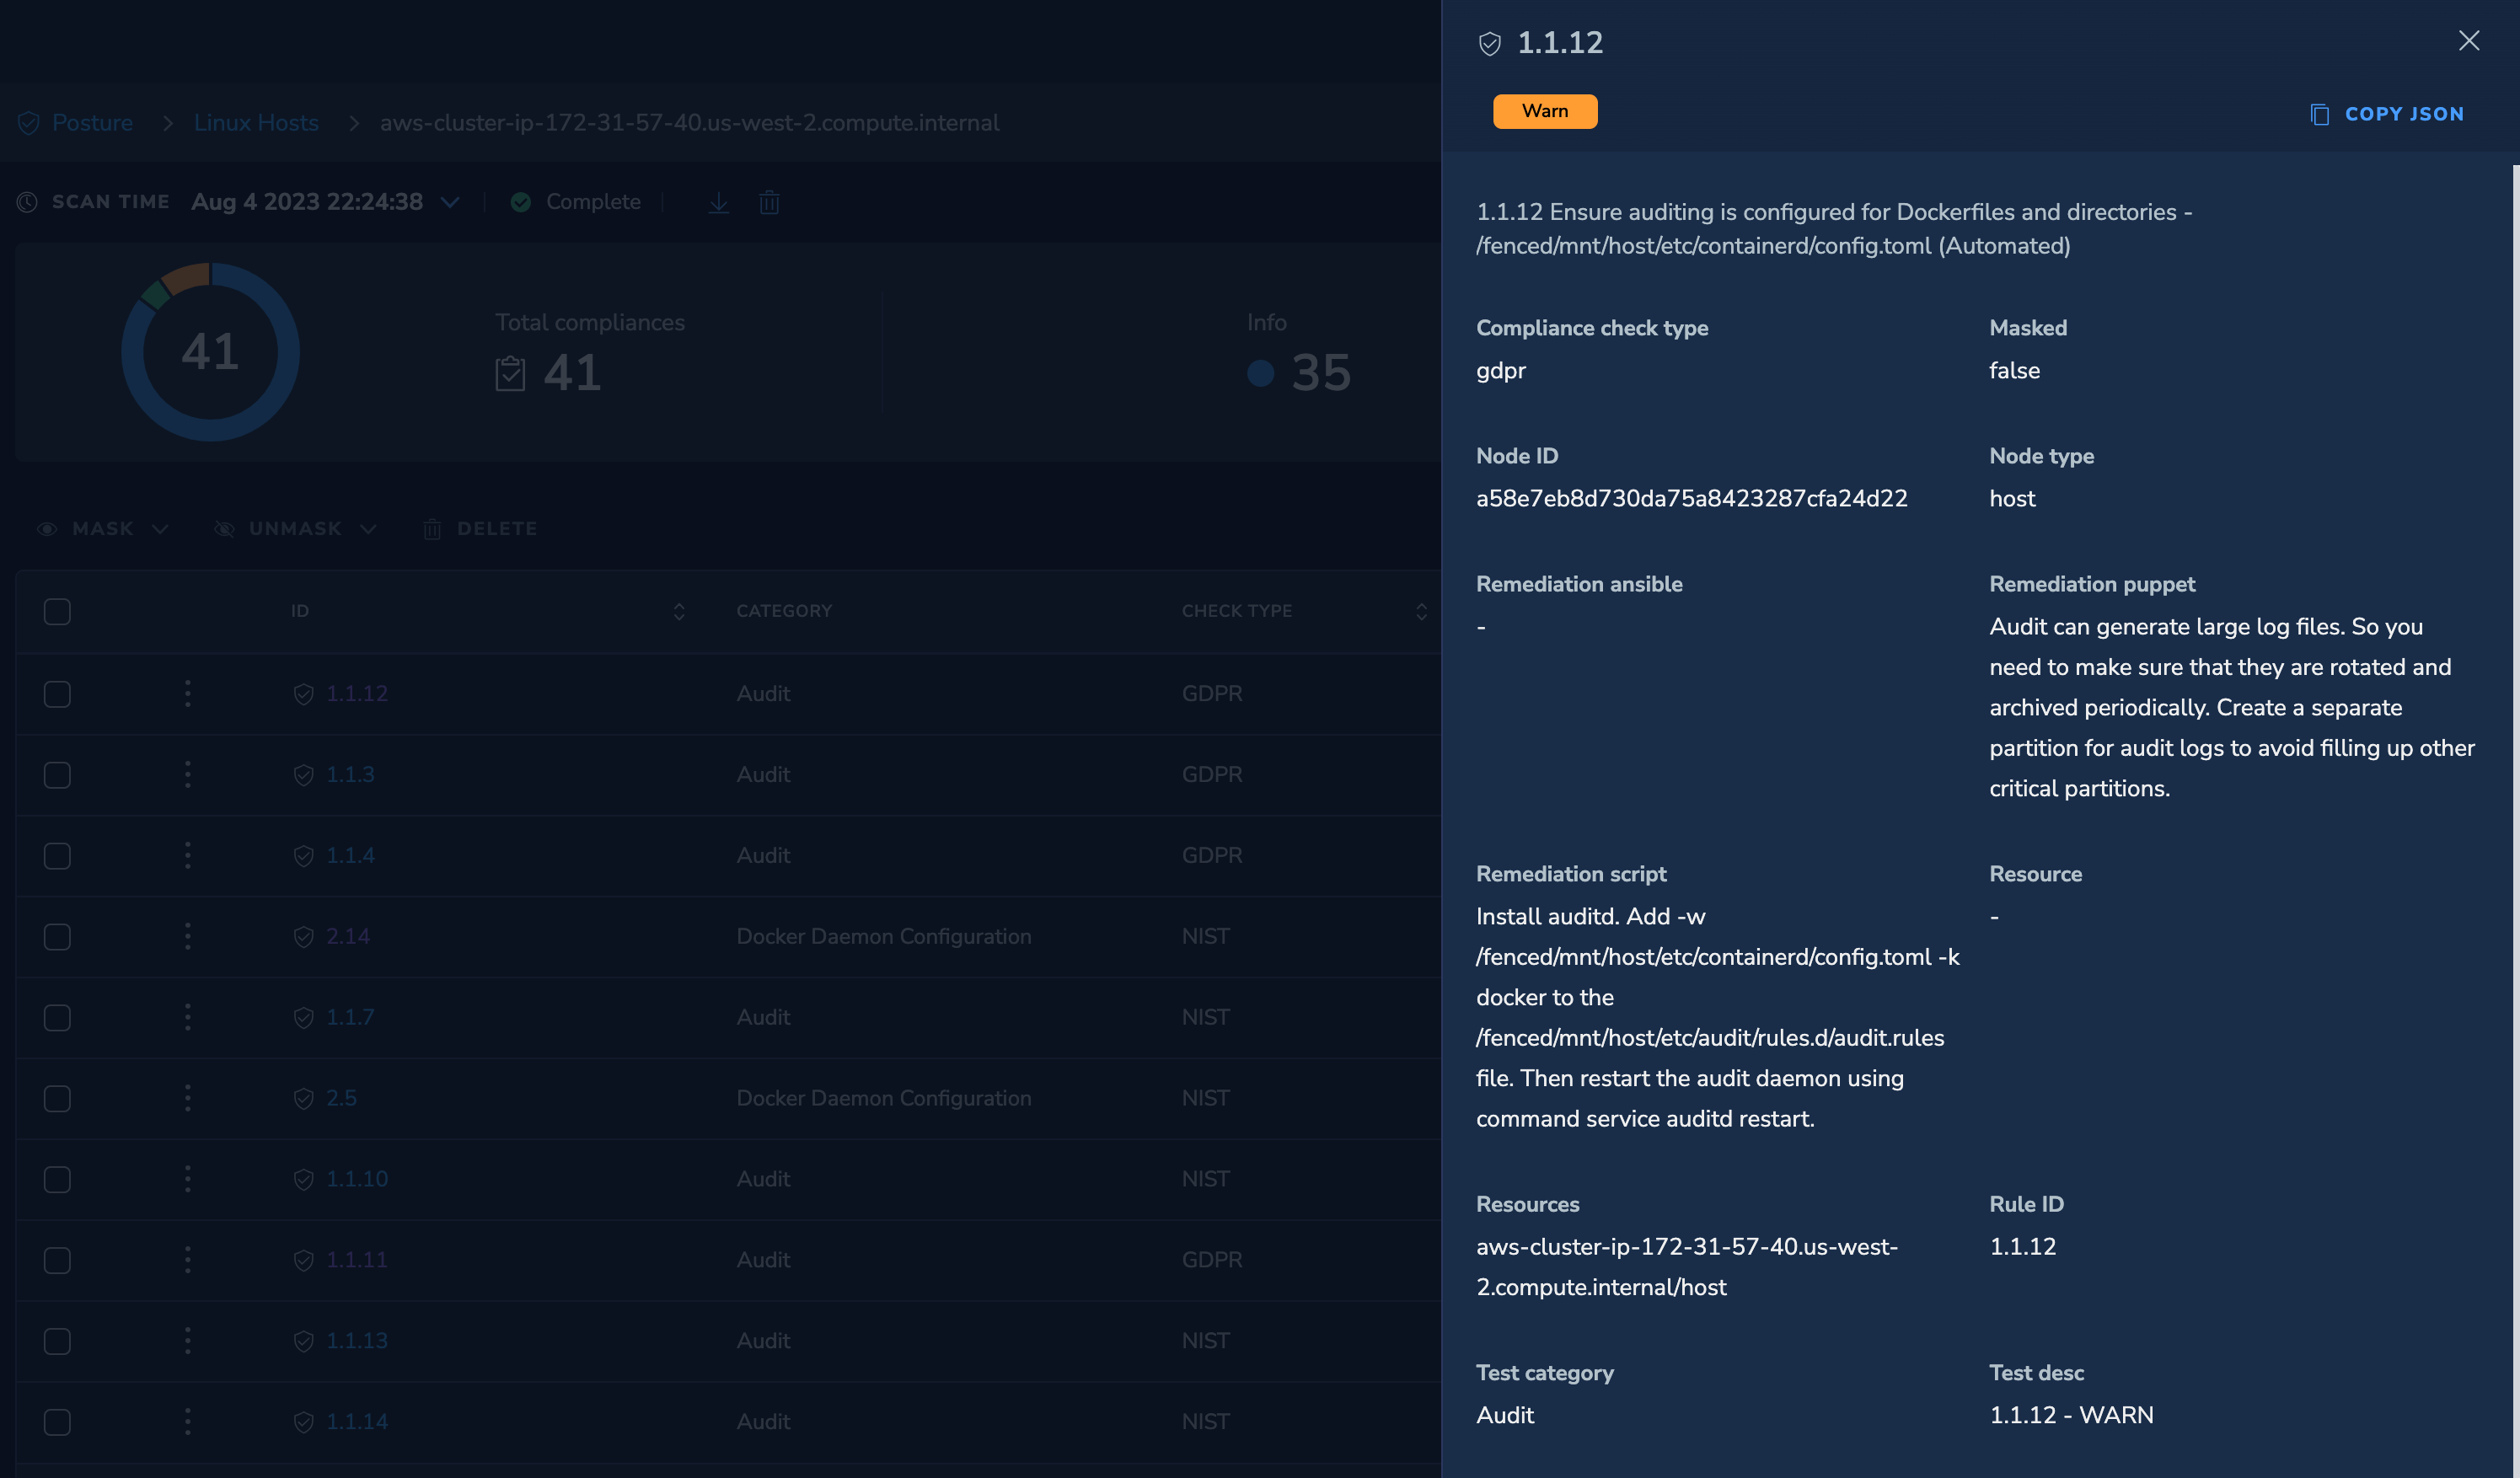 Posture > Linux Hosts > aws-cluster-ip-172-31-57-40.us-west-2.compute.internal
SCAN TIME Aug 4 2023 22:24:38 Complete
41
Total compliances
41
Info
35
MASK UNMASK DELETE
ID CATEGORY CHECK TYPE
1.1.12 Audit GDPR
1.1.3 Audit GDPR
1.1.4 Audit GDPR
2.14 Docker Daemon Configuration NIST
1.1.7 Audit NIST
2.5 Docker Daemon Configuration NIST
1.1.10 Audit NIST
1.1.11 Audit GDPR
1.1.13 Audit NIST
1.1.14 Audit NIST
1.1.12
Warn
COPY JSON
1.1.12 Ensure auditing is configured for Dockerfiles and directories -
/fenced/mnt/host/etc/containerd/config.toml (Automated)
Compliance check type
gdpr
Masked
false
Node ID
a58e7eb8d730da75a8423287cfa24d22
Node type
host
Remediation ansible
-
Remediation puppet
Audit can generate large log files. So you
need to make sure that they are rotated and
archived periodically. Create a separate
partition for audit logs to avoid filling up other
critical partitions.
Remediation script
Install auditd. Add -w
/fenced/mnt/host/etc/containerd/config.toml -k
docker to the
/fenced/mnt/host/etc/audit/rules.d/audit.rules
file. Then restart the audit daemon using
command service auditd restart.
Resource
-
Resources
aws-cluster-ip-172-31-57-40.us-west-
2.compute.internal/host
Rule ID
1.1.12
Test category
Audit
Test desc
1.1.12 - WARN